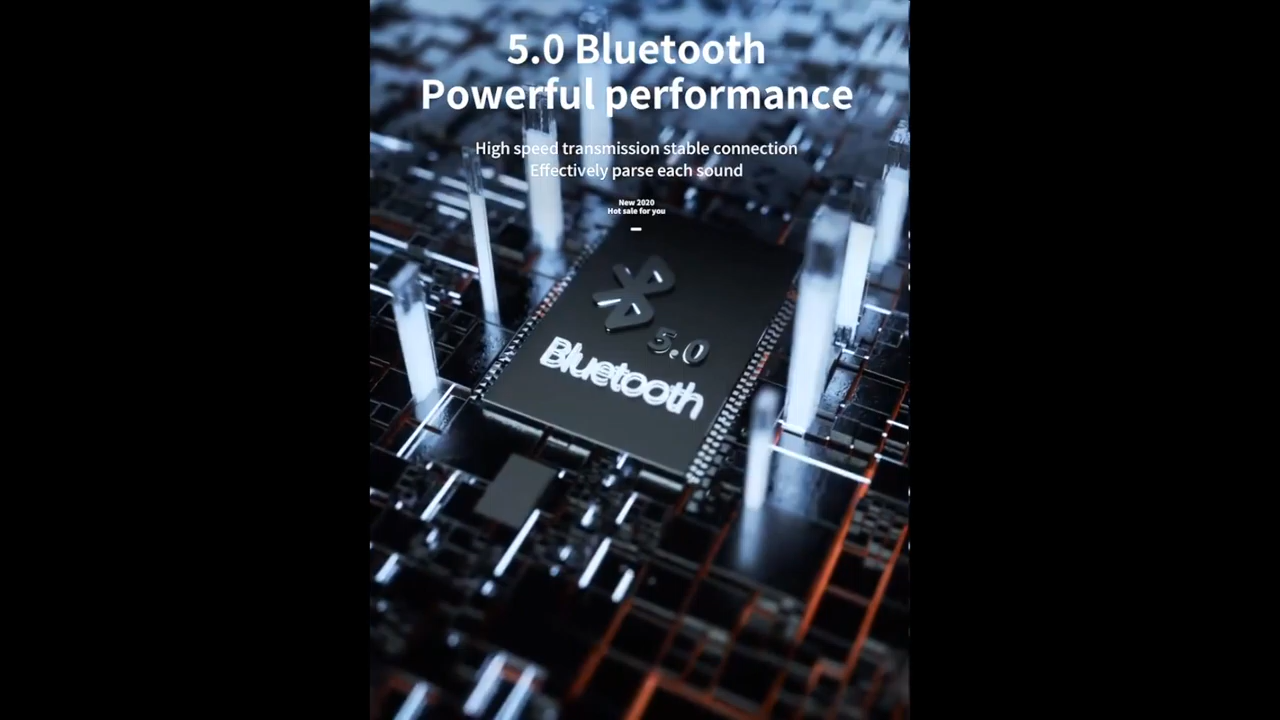 5.0 Bluetooth
Powerful performance
High speed transmission stable connection
Effectively parse each sound
New 2020
Hot sale for you
5.0
Bluetooth